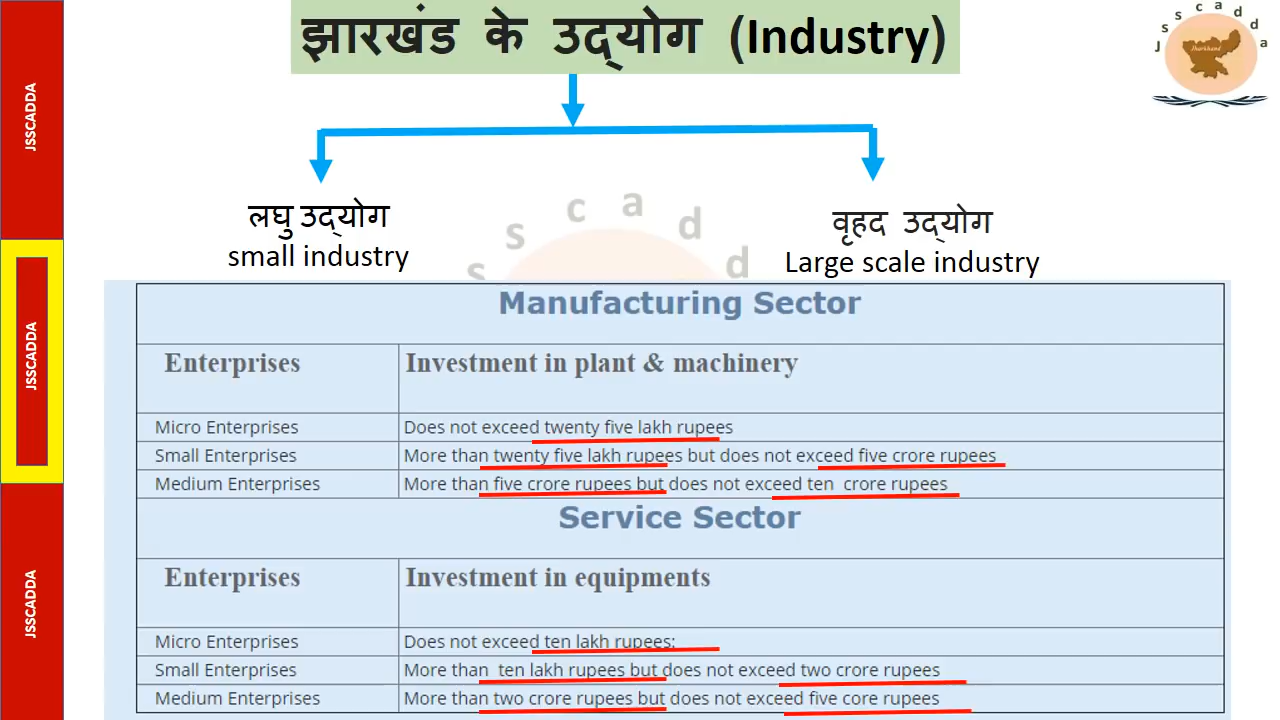 झारखंड के उद्योग (Industry)
J s s c a d d a
Jharkhand
JSSCADDA
JSSCADDA
JSSCADDA
लघु उद्योग
small industry
वृहद उद्योग
Large scale industry
s s c a d d
Manufacturing Sector
Enterprises Investment in plant & machinery
Micro Enterprises Does not exceed twenty five lakh rupees
Small Enterprises More than twenty five lakh rupees but does not exceed five crore rupees
Medium Enterprises More than five crore rupees but does not exceed ten crore rupees
Service Sector
Enterprises Investment in equipments
Micro Enterprises Does not exceed ten lakh rupees:
Small Enterprises More than ten lakh rupees but does not exceed two crore rupees
Medium Enterprises More than two crore rupees but does not exceed five core rupees